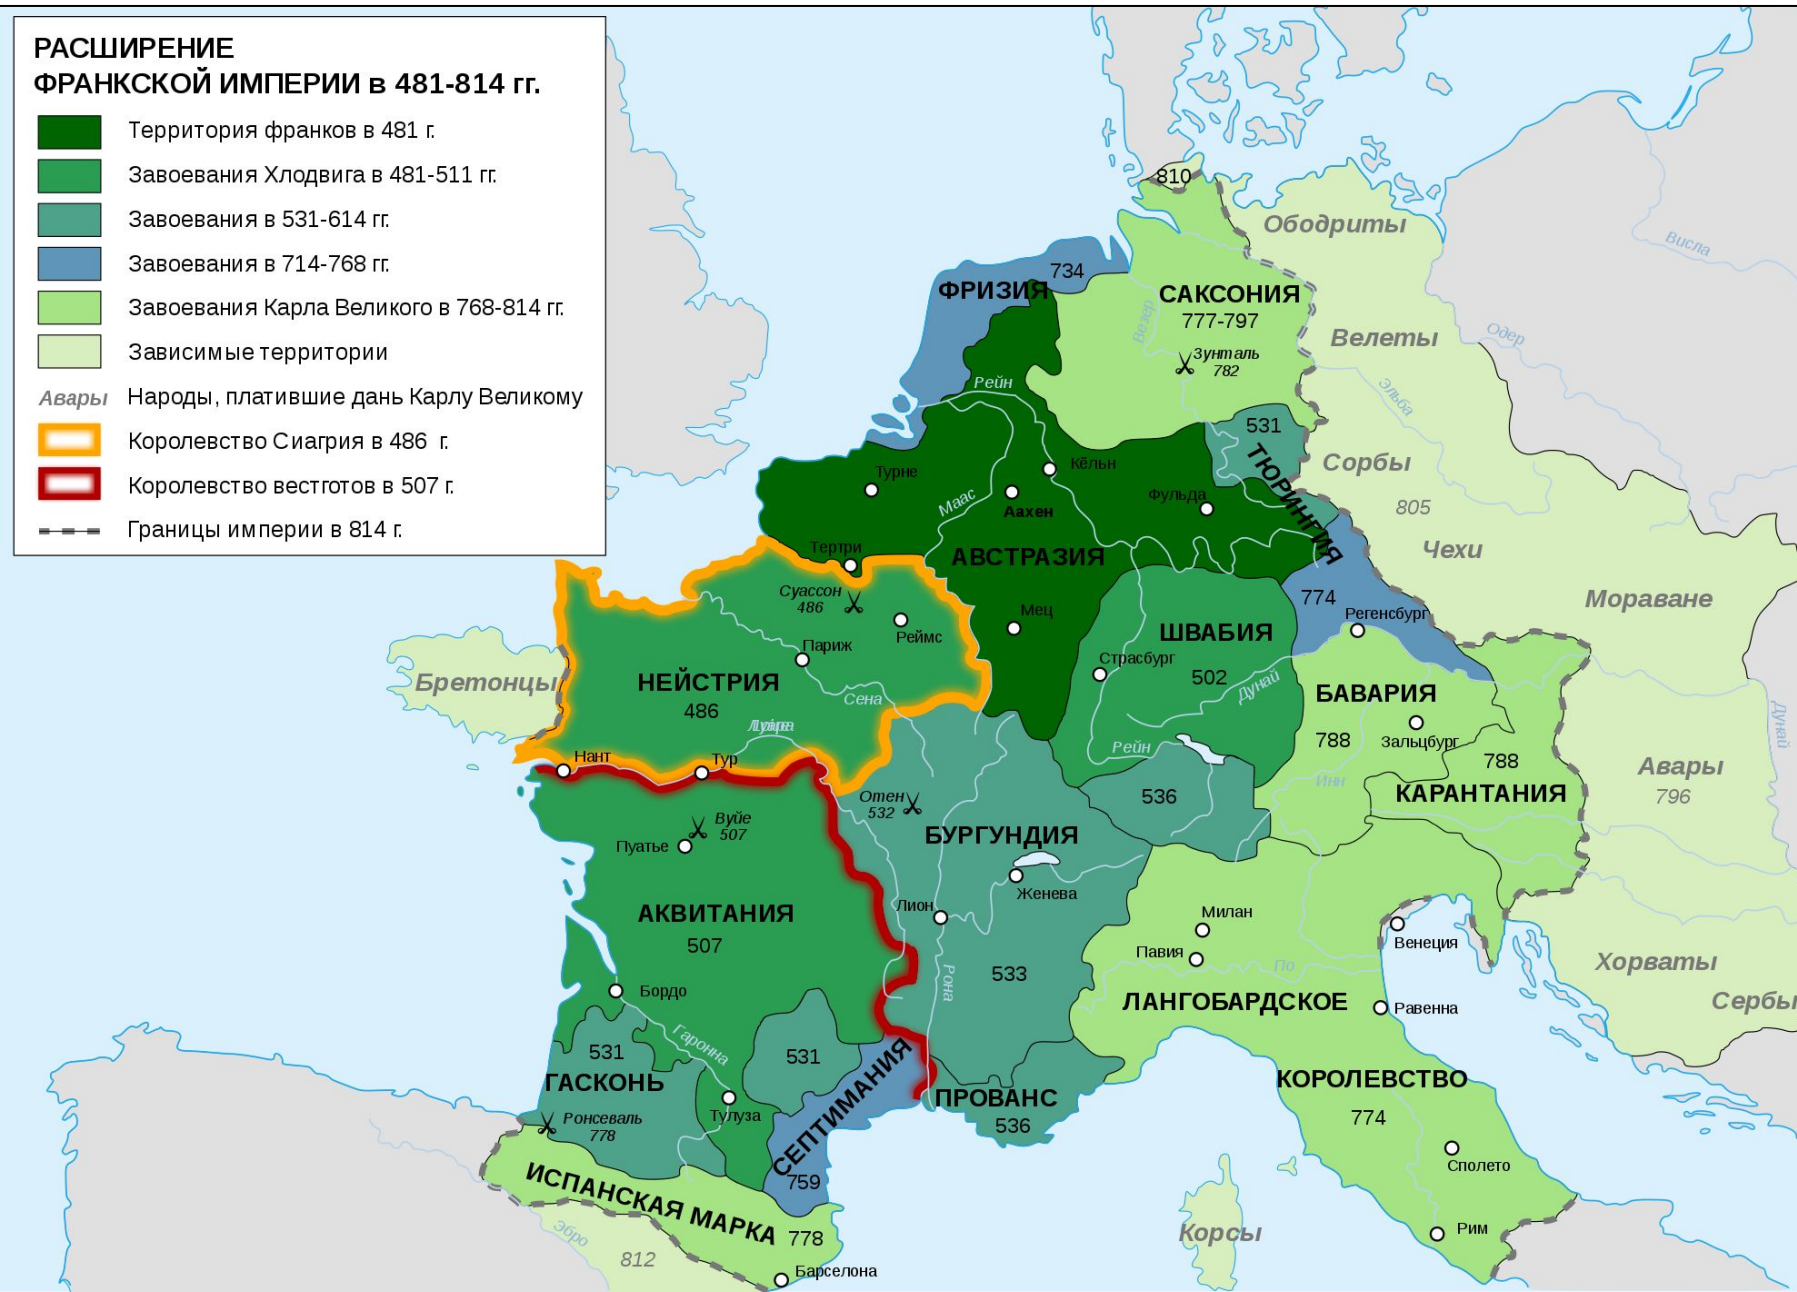 РАСШИРЕНИЕ
ФРАНКСКОЙ ИМПЕРИИ в 481-814 гг.
Территория франков в 481 г.
Завоевания Хлодвига в 481-511 гг.
Завоевания в 531-614 гг.
Завоевания в 714-768 гг.
Завоевания Карла Великого в 768-814 гг.
Зависимые территории
Авары Народы, платившие дань Карлу Великому
Королевство Сиагрия в 486 г.
Королевство вестготов в 507 г.
Границы империи в 814 г.
810
Ободриты
Висла
734
ФРИЗИЯ
САКСОНИЯ
777-797
Везер
Велеты
Одер
Зунталь
782
Рейн
Эльба
531
ТЮРИНГИЯ
Сорбы
Турне
Кёльн
Маас
Аахен
Фульда
805
Чехи
Тертри
АВСТРАЗИЯ
Суассон
486
774
Регенсбург
Мораване
Реймс
Мец
Париж
ШВАБИЯ
Страсбург
502
Дунай
Бретонцы
НЕЙСТРИЯ
486
Сена
БАВАРИЯ
Зальцбург
788
Дунай
Нант
Тур
Рейн
788
Инн
КАРАНТАНИЯ
Авары
796
536
Отен
532
Вуйе
507
Пуатье
БУРГУНДИЯ
Женева
АКВИТАНИЯ
507
Лион
Милан
Павия
Венеция
По
Хорваты
Рона
533
Бордо
ЛАНГОБАРДСКОЕ
Равенна
Сербы
Гаронна
531
531
ГАСКОНЬ
СЕПТИМАНИЯ
759
ПРОВАНС
536
КОРОЛЕВСТВО
774
Тулуза
Ронсеваль
778
Сполето
ИСПАНСКАЯ МАРКА
778
Эбро
812
Барселона
Корсы
Рим